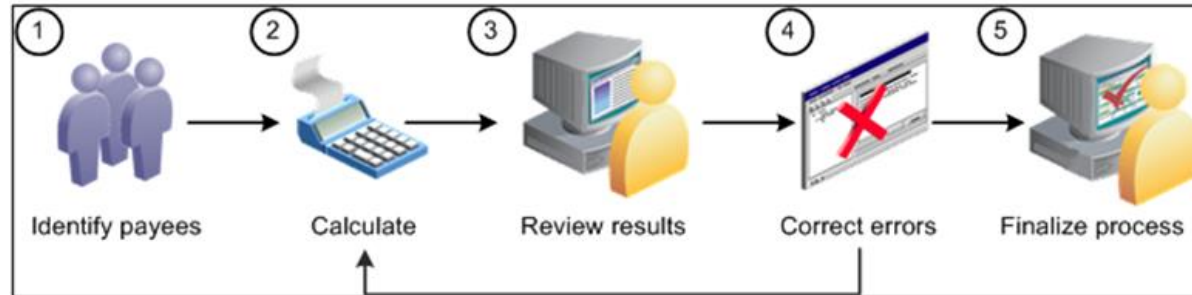 1
2
3
4
5
Identify payees
Calculate
Review results
Correct errors
Finalize process